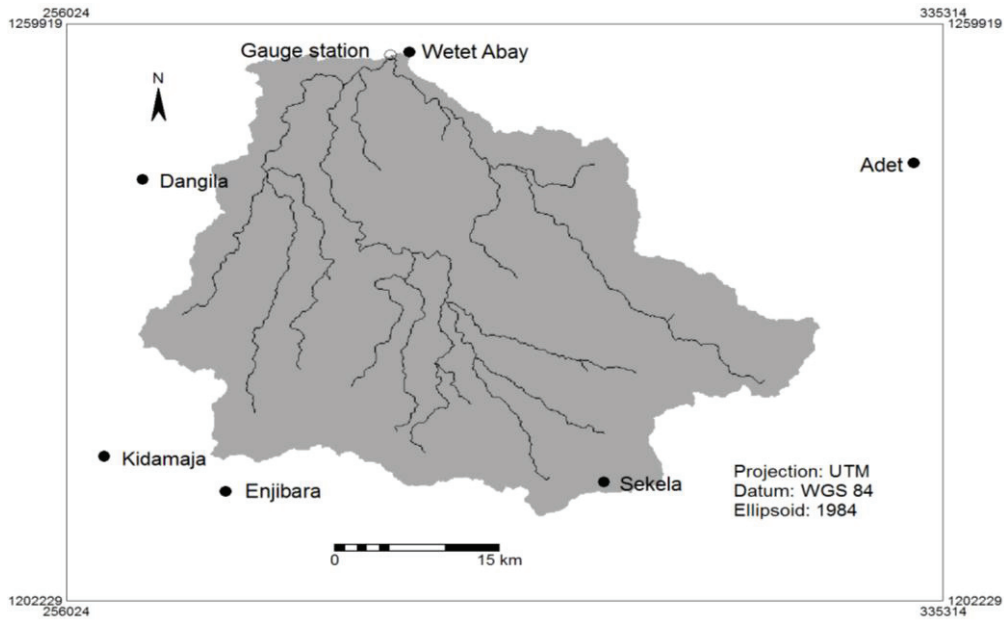 256024
335314
1259919
1259919
Gauge station
Wetet Abay
N
Adet
Dangila
Kidamaja
Enjibara
Sekela
Projection: UTM
Datum: WGS 84
Ellipsoid: 1984
0
15 km
1202229
1202229
256024
335314